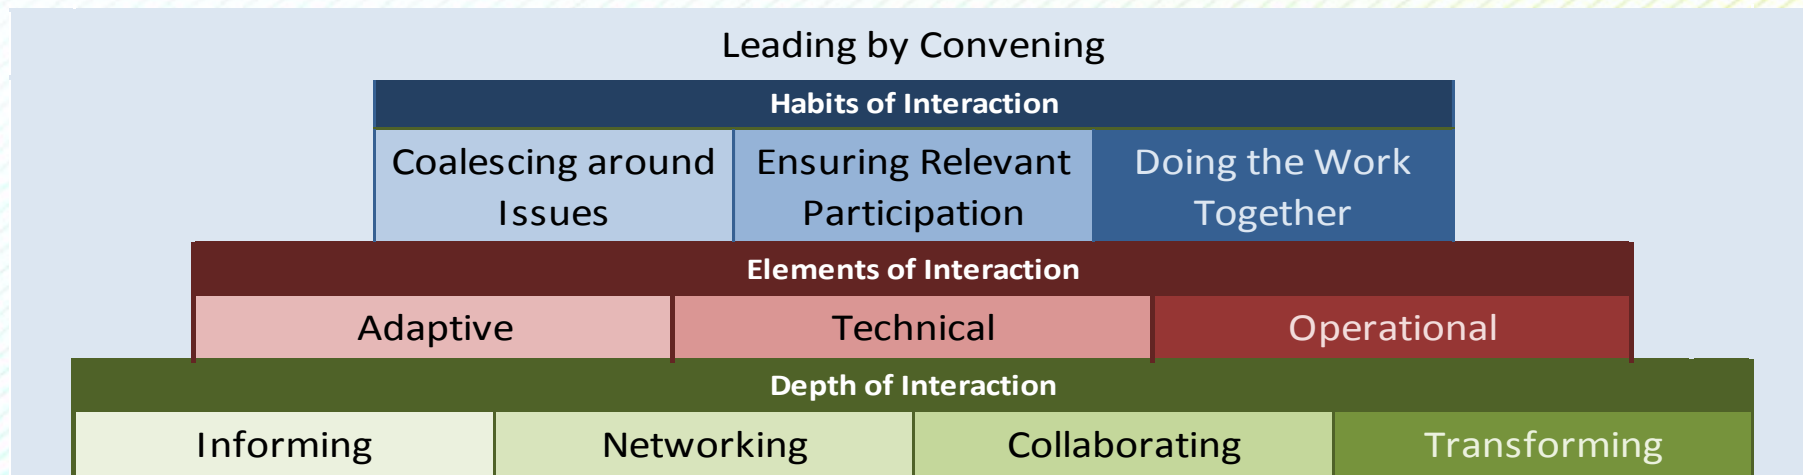 Leading by Convening
Habits of Interaction
Coalescing around Issues
Ensuring Relevant Participation
Doing the Work Together
Elements of Interaction
Adaptive
Technical
Operational
Depth of Interaction
Informing
Networking
Collaborating
Transforming